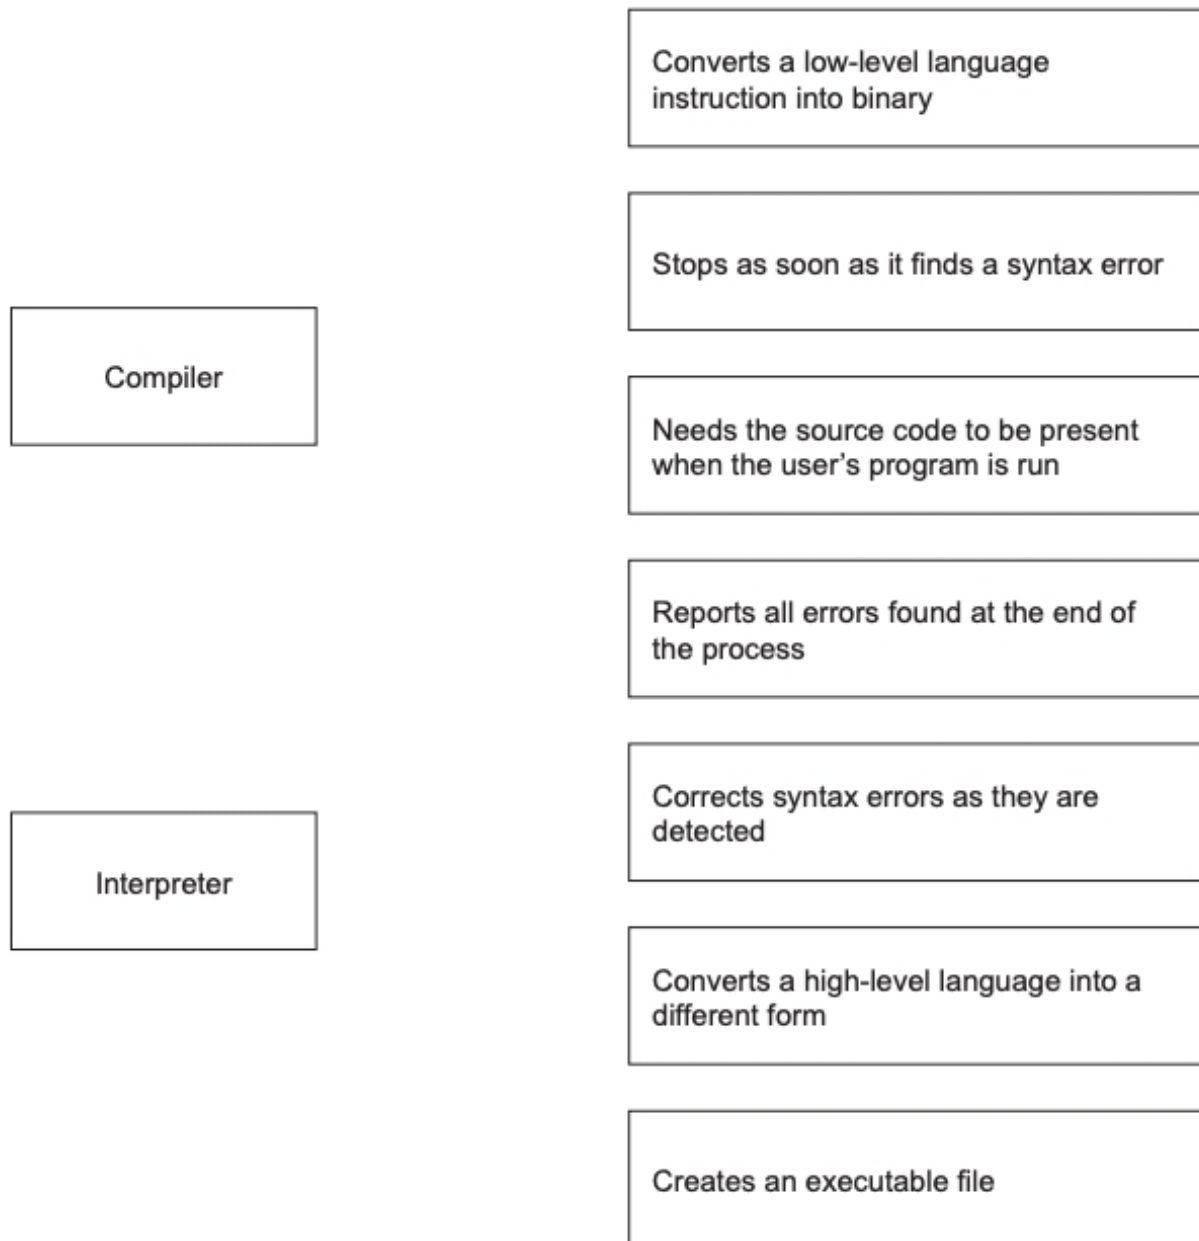 Converts a low-level language
instruction into binary
Stops as soon as it finds a syntax error
Compiler
Needs the source code to be present
when the user’s program is run
Reports all errors found at the end of
the process
Corrects syntax errors as they are
detected
Interpreter
Converts a high-level language into a
different form
Creates an executable file